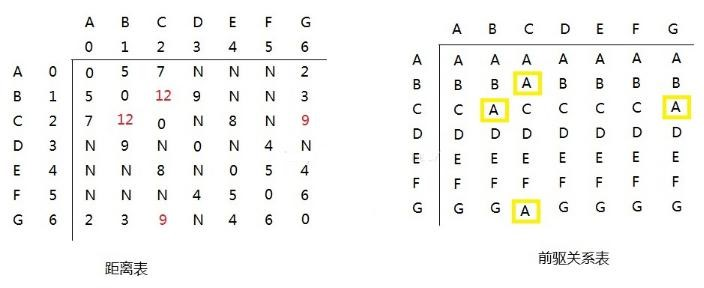 A B C D E F G
0 1 2 3 4 5 6
A 0 0 5 7 N N N 2
B 1 5 0 12 9 N N 3
C 2 7 12 0 N 8 N 9
D 3 N 9 N 0 N 4 N
E 4 N N 8 N 0 5 4
F 5 N N N 4 5 0 6
G 6 2 3 9 N 4 6 0
距离表
A B C D E F G
A A A A A A A A
B B B A B B B B
C C A C C C C A
D D D D D D D D
E E E E E E E E
F F F F F F F F
G G G A G G G G
前驱关系表